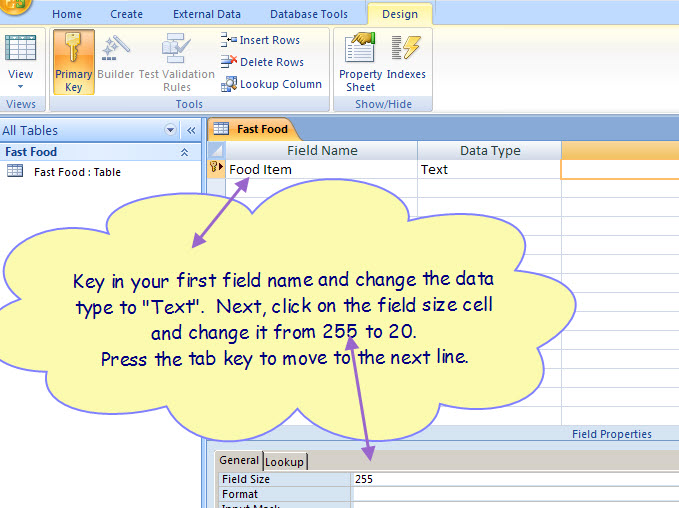 Home Create External Data Database Tools Design
View Primary Key Builder Test Validation Rules Insert Rows Delete Rows Lookup Column Property Sheet Indexes
Views Tools Show/Hide
All Tables
Fast Food
Fast Food : Table
Fast Food
Field Name Data Type
Food Item Text
Key in your first field name and change the data
type to "Text". Next, click on the field size cell
and change it from 255 to 20.
Press the tab key to move to the next line.
Field Properties
General Lookup
Field Size 255
Format
Input Mask